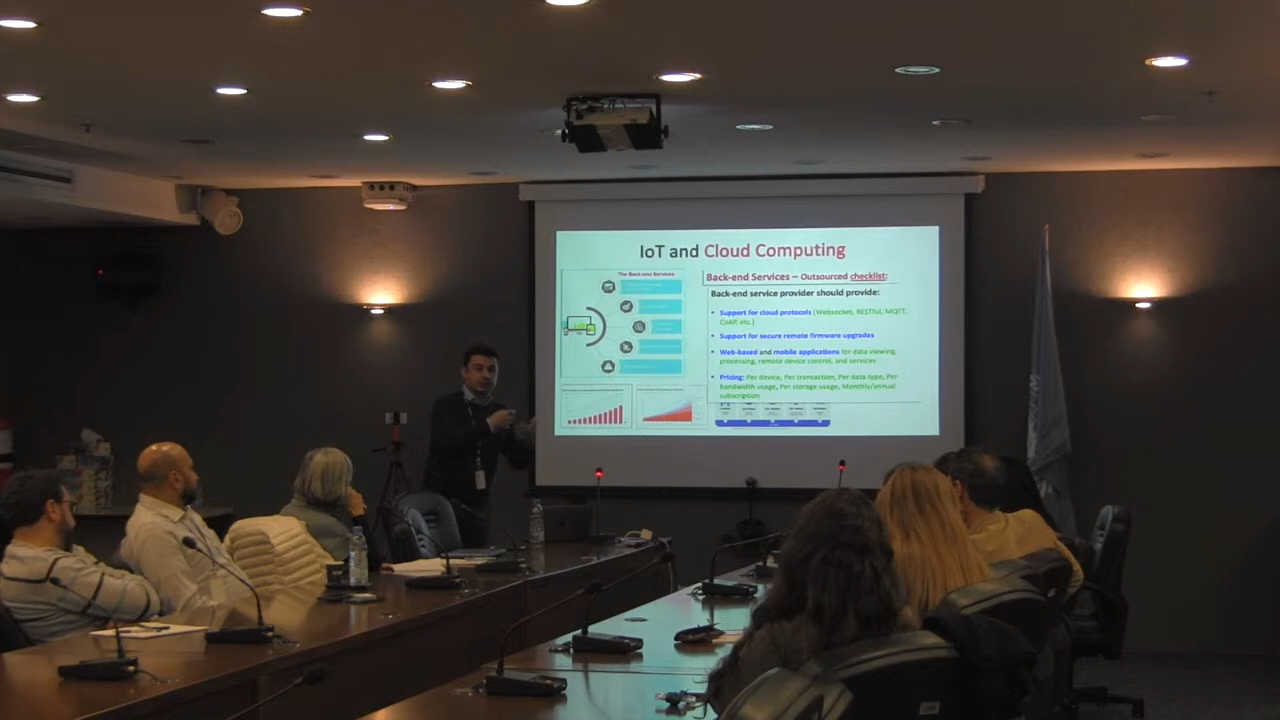 IoT and Cloud Computing
The Back-end Services
Back-end Services – Outsourced checklist:
Back-end service provider should provide:
• Support for cloud protocols (Websocket, RESTful, MQTT,
CoAP, etc.)
• Support for secure remote firmware upgrades
• Web-based and mobile applications for data viewing,
processing, remote device control, and services
• Pricing: Per device, Per transaction, Per data type, Per
bandwidth usage, Per storage usage, Monthly/annual
subscription